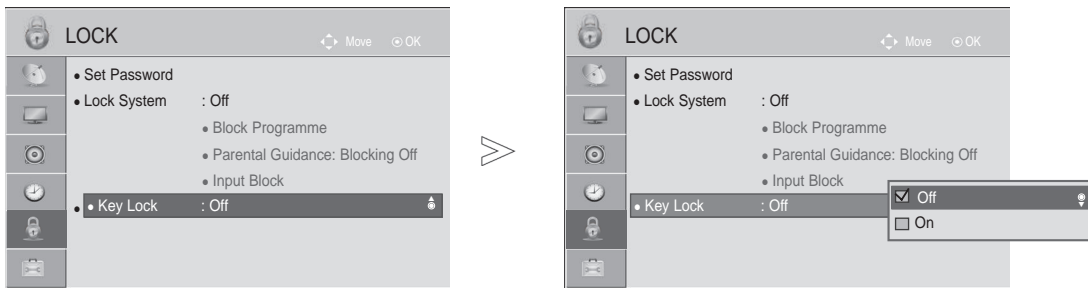 LOCK
Move OK
• Set Password
• Lock System : Off
• Block Programme
• Parental Guidance: Blocking Off
• Input Block
• • Key Lock : Off
LOCK
Move OK
• Set Password
• Lock System : Off
• Block Programme
• Parental Guidance: Blocking Off
• Input Block
• Key Lock : Off
Off
On